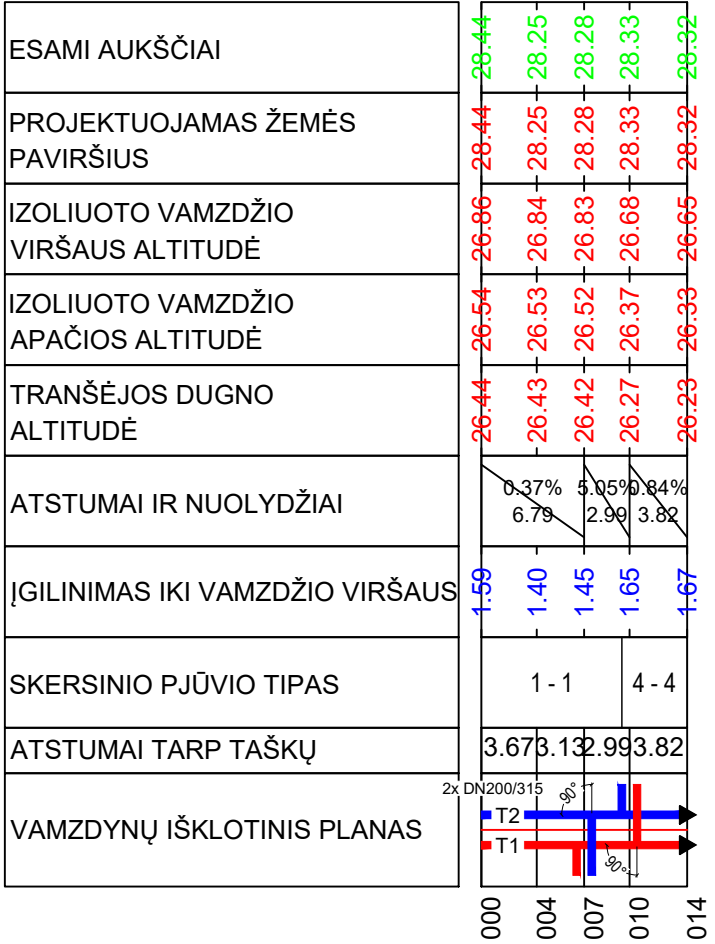 ESAMI AUKŠČIAI
28.44 28.25 28.28 28.33 28.32
PROJEKTUOJAMAS ŽEMĖS
PAVIRŠIUS
28.44 28.25 28.28 28.33 28.32
IZOLIUOTO VAMZDŽIO
VIRŠAUS ALTITUDĖ
26.86 26.84 26.83 26.68 26.65
IZOLIUOTO VAMZDŽIO
APAČIOS ALTITUDĖ
26.54 26.53 26.52 26.37 26.33
TRANŠĖJOS DUGNO
ALTITUDĖ
26.44 26.43 26.42 26.27 26.23
ATSTUMAI IR NUOLYDŽIAI
0.37% 5.05% 0.84%
6.79 2.99 3.82
ĮGILINIMAS IKI VAMZDŽIO VIRŠAUS
1.59 1.40 1.45 1.65 1.67
SKERSINIO PJŪVIO TIPAS
1 - 1 4 - 4
ATSTUMAI TARP TAŠKŲ
3.67 3.13 2.99 3.82
VAMZDYNŲ IŠKLOTINIS PLANAS
2x DN200/315
90°
T2
T1
90°
000 004 007 010 014